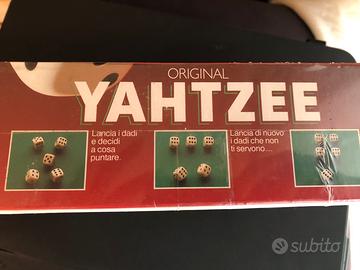 ORIGINAL
YAHTZEE
Lancia i dadi
e decidi
a cosa
puntare.
Lancia di nuovo
i dadi che non
ti servono...
subito